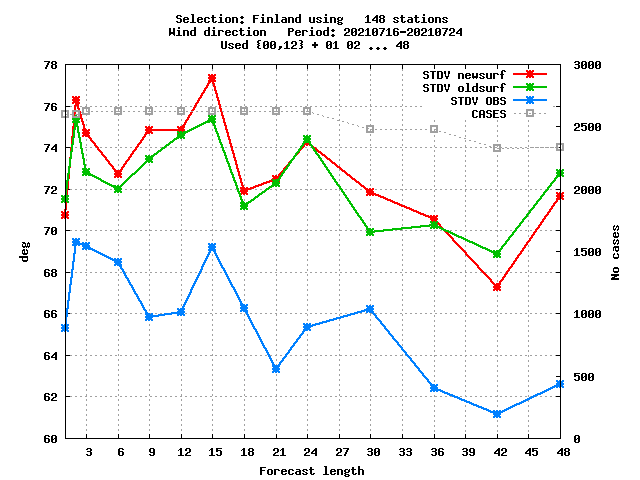 Selection: Finland using   148 stations
Wind direction   Period: 20210716-20210724
Used {00,12} + 01 02 ... 48
STDV newsurf
STDV oldsurf
STDV OBS
CASES
78
76
74
72
70
68
66
64
62
60
deg
3000
2500
2000
1500
1000
500
0
No cases
3 6 9 12 15 18 21 24 27 30 33 36 39 42 45 48
Forecast length